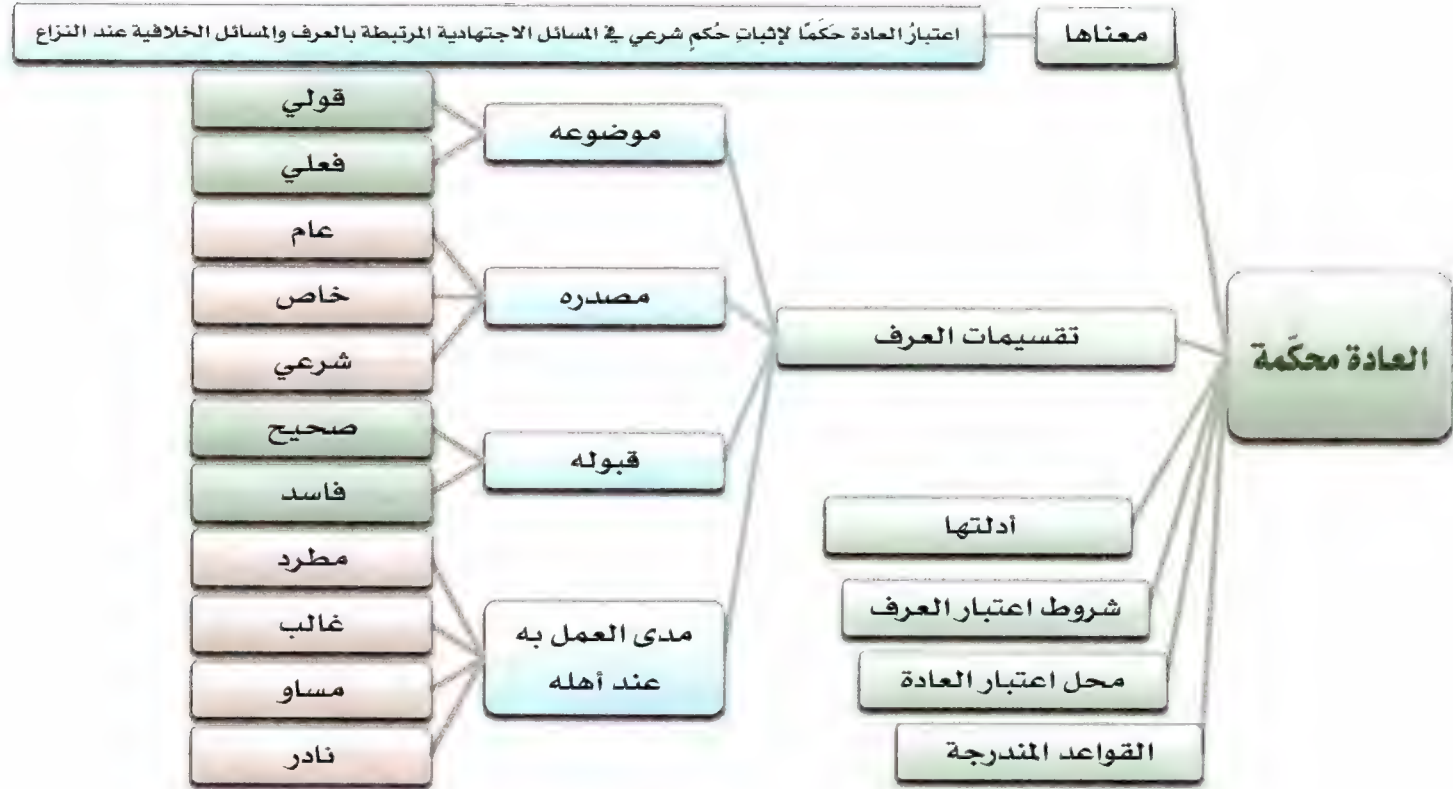 العادة محكّمة
معناها
اعتبارُ العادة حَكَمًا لإثباتِ حُكمٍ شرعي في المسائل الاجتهادية المرتبطة بالعرف والمسائل الخلافية عند النزاع
تقسيمات العرف
موضوعه
قولي
فعلي
مصدره
عام
خاص
شرعي
قبوله
صحيح
فاسد
مدى العمل به
عند أهله
مطرد
غالب
مساو
نادر
أدلتها
شروط اعتبار العرف
محل اعتبار العادة
القواعد المندرجة